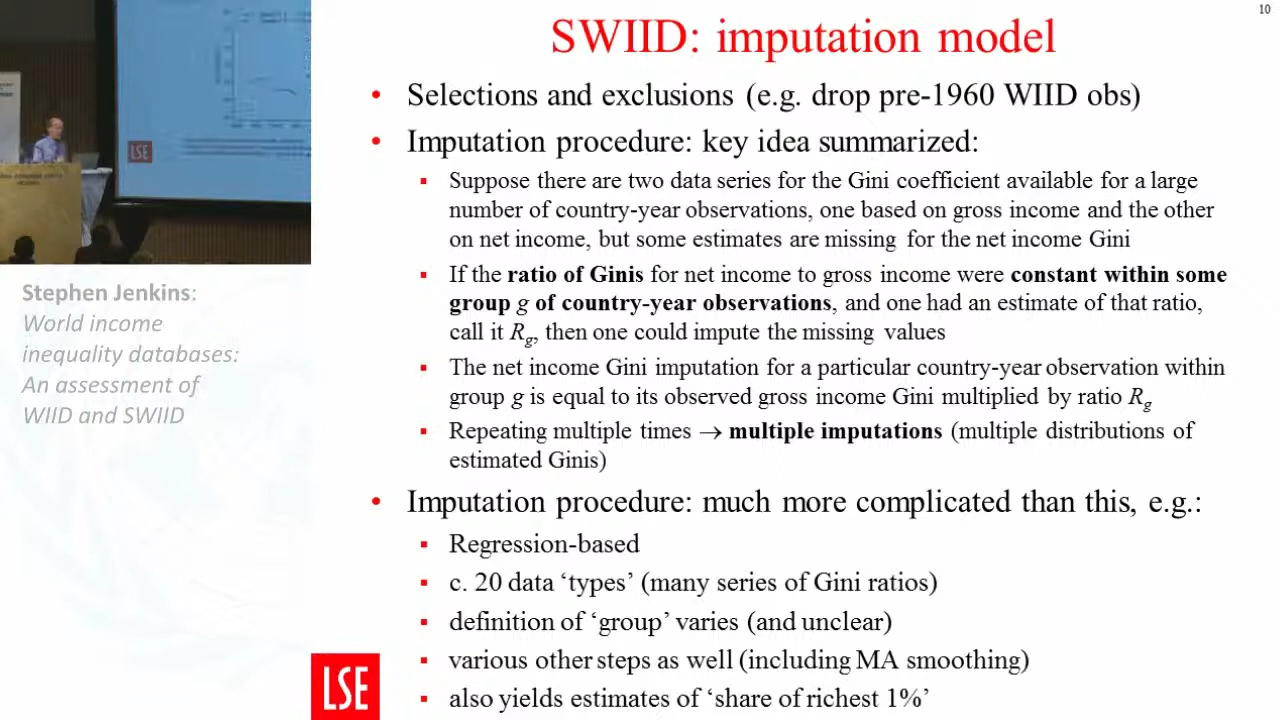 10
SWIID: imputation model
• Selections and exclusions (e.g. drop pre-1960 WIID obs)
• Imputation procedure: key idea summarized:
▪ Suppose there are two data series for the Gini coefficient available for a large
number of country-year observations, one based on gross income and the other
on net income, but some estimates are missing for the net income Gini
▪ If the ratio of Ginis for net income to gross income were constant within some
group g of country-year observations, and one had an estimate of that ratio,
call it Rg, then one could impute the missing values
▪ The net income Gini imputation for a particular country-year observation within
group g is equal to its observed gross income Gini multiplied by ratio Rg
▪ Repeating multiple times → multiple imputations (multiple distributions of
estimated Ginis)
• Imputation procedure: much more complicated than this, e.g.:
▪ Regression-based
▪ c. 20 data ‘types’ (many series of Gini ratios)
▪ definition of ‘group’ varies (and unclear)
▪ various other steps as well (including MA smoothing)
▪ also yields estimates of ‘share of richest 1%’
LSE
LSE
Stephen Jenkins:
World income
inequality databases:
An assessment of
WIID and SWIID